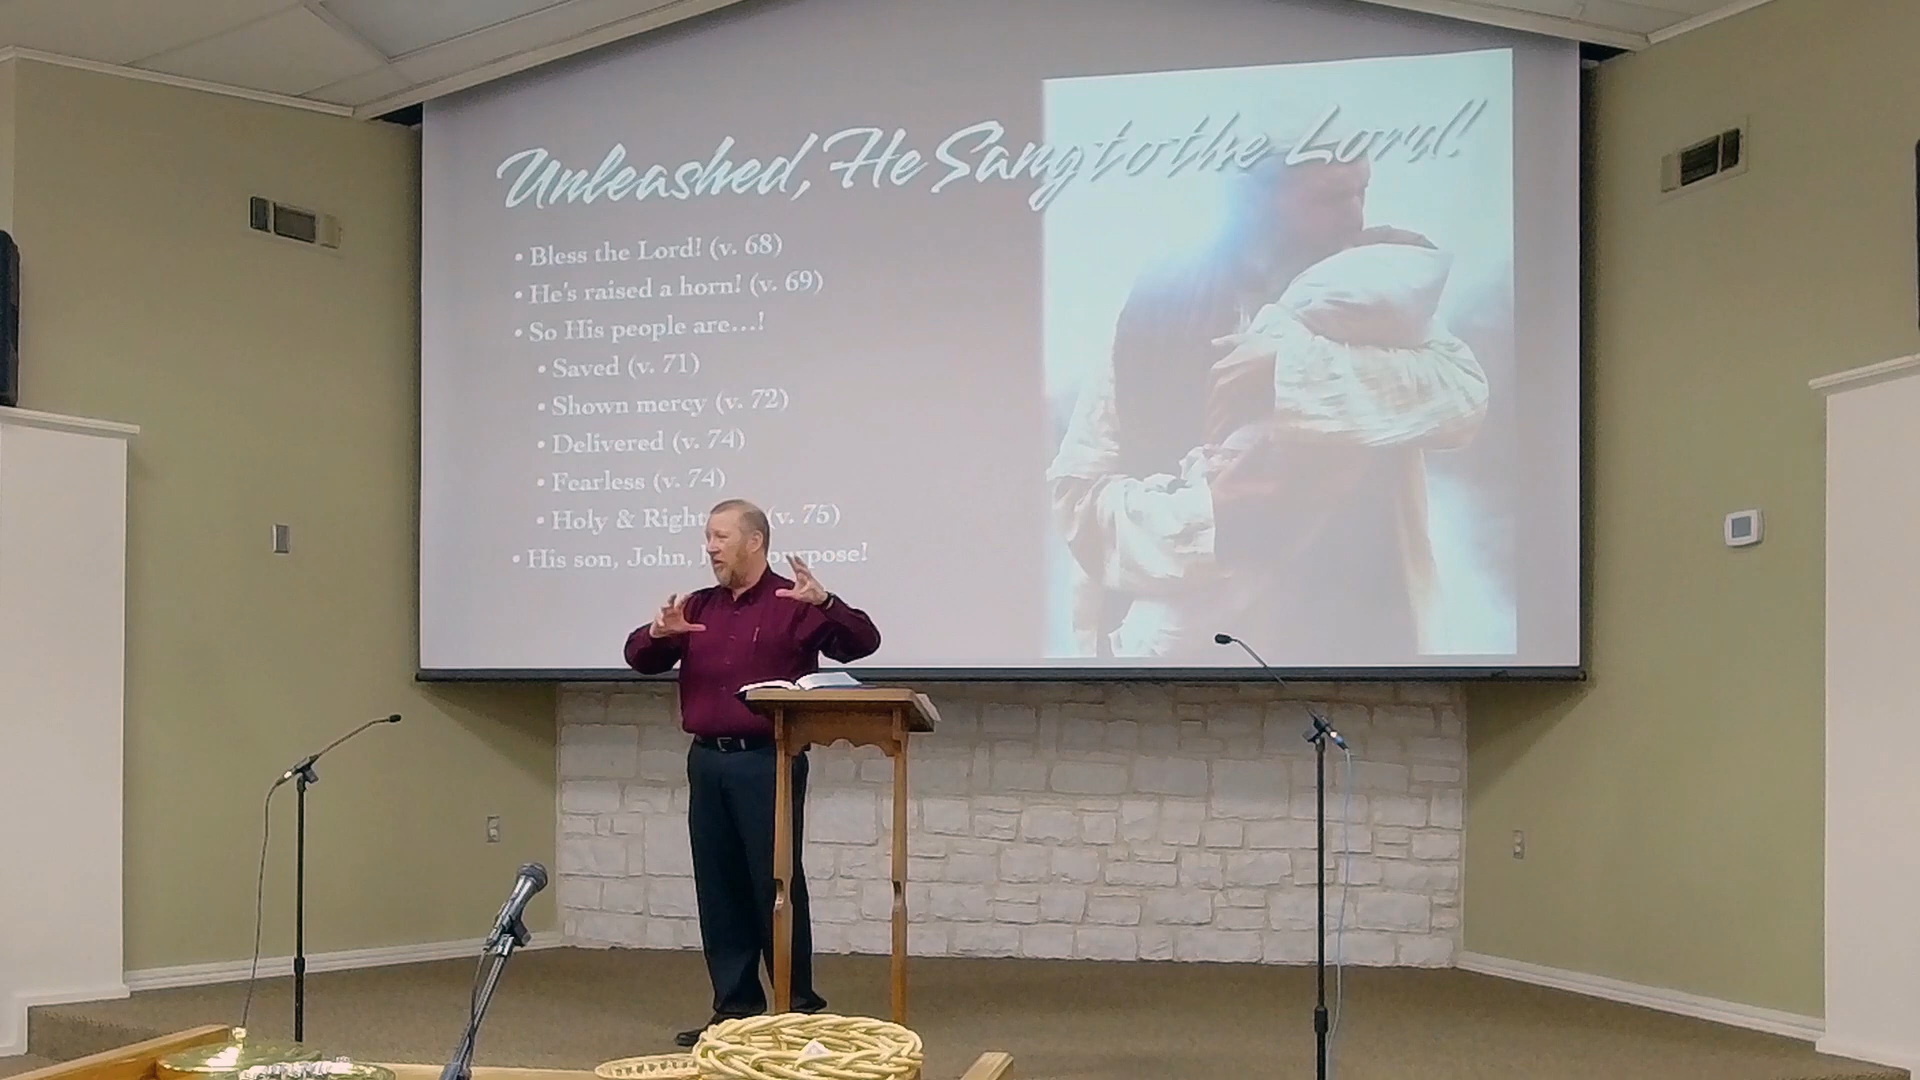 Unleashed, He Sang to the Lord!
• Bless the Lord! (v. 68)
• He's raised a horn! (v. 69)
• So His people are...!
• Saved (v. 71)
• Shown mercy (v. 72)
• Delivered (v. 74)
• Fearless (v. 74)
• Holy & Right (v. 75)
• His son, John, purpose!